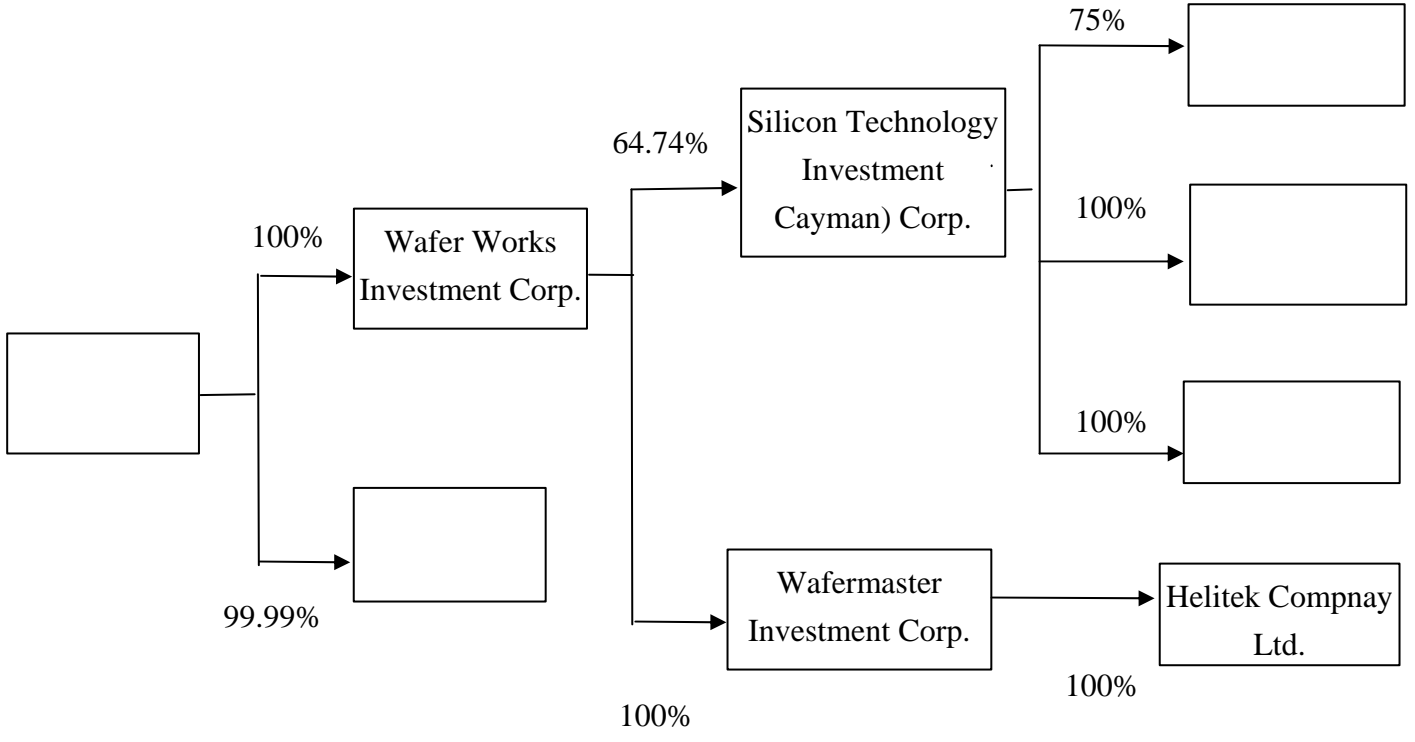 75%
Silicon Technology
Investment
Cayman) Corp.
64.74%
100%
100%
Wafer Works
Investment Corp.
100%
99.99%
Wafermaster
Investment Corp.
Helitek Compnay
Ltd.
100%
100%